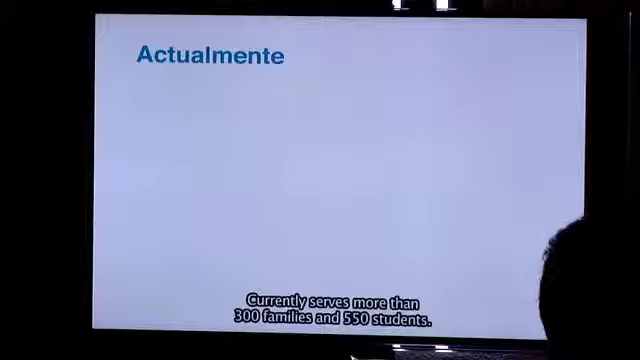 Actualmente
Currently serves more than
300 families and 550 students.